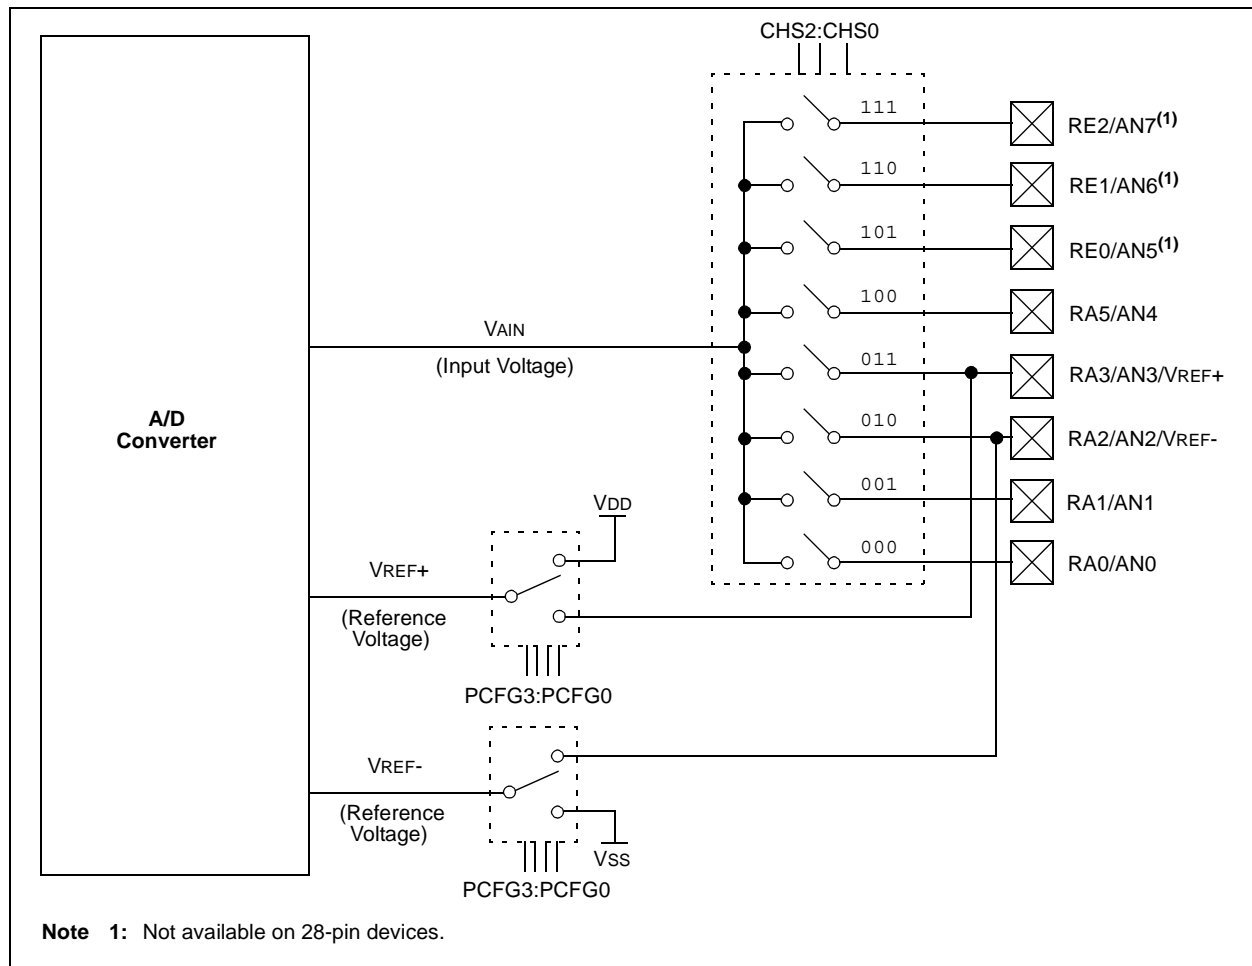 CHS2:CHS0
111
RE2/AN7(1)
110
RE1/AN6(1)
101
RE0/AN5(1)
100
RA5/AN4
VAIN
(Input Voltage)
011
RA3/AN3/VREF+
A/D
Converter
010
RA2/AN2/VREF-
001
RA1/AN1
VDD
000
RA0/AN0
VREF+
(Reference
Voltage)
PCFG3:PCFG0
VREF-
(Reference
Voltage)
VSS
PCFG3:PCFG0
Note 1: Not available on 28-pin devices.